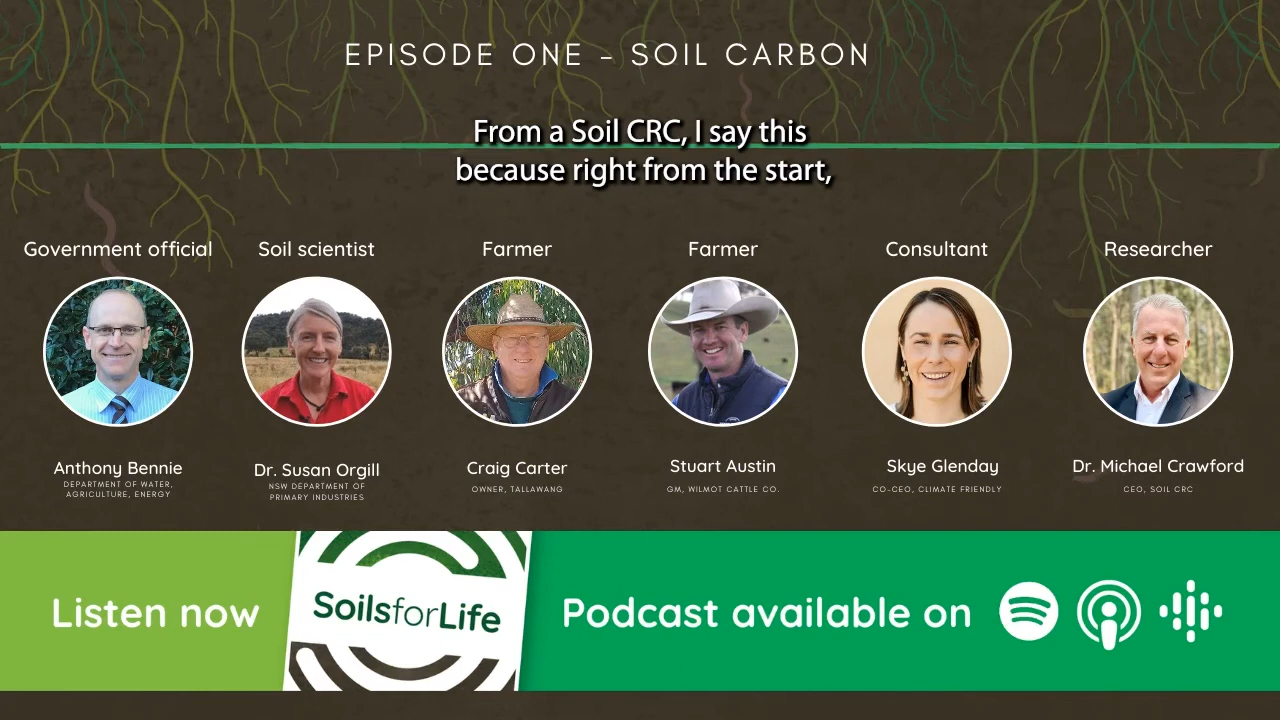 EPISODE ONE – SOIL CARBON
From a Soil CRC, I say this
because right from the start,
Government official
Soil scientist
Farmer
Farmer
Consultant
Researcher
Anthony Bennie
DEPARTMENT OF WATER,
AGRICULTURE, ENERGY
Dr. Susan Orgill
NSW DEPARTMENT OF
PRIMARY INDUSTRIES
Craig Carter
OWNER, TALLAWANG
Stuart Austin
GM, WILMOT CATTLE CO.
Skye Glenday
CO-CEO, CLIMATE FRIENDLY
Dr. Michael Crawford
CEO, SOIL CRC
Listen now
SoilsforLife
Podcast available on